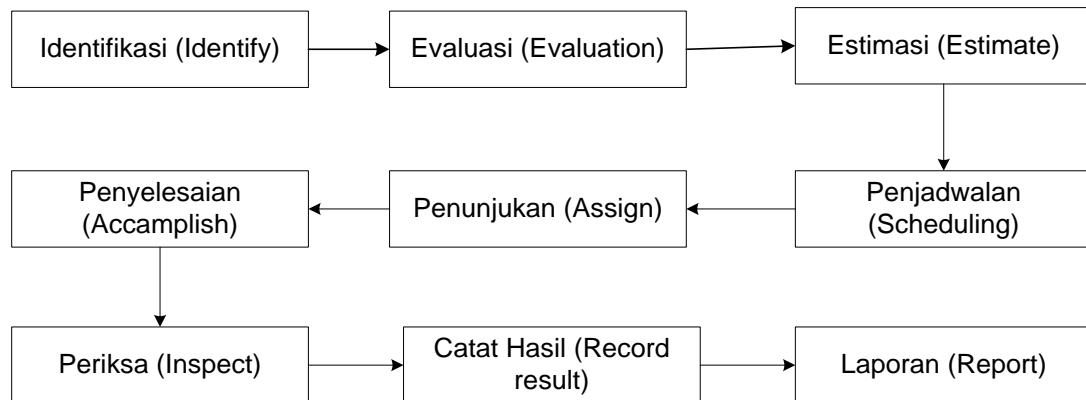 Identifikasi (Identify)
Evaluasi (Evaluation)
Estimasi (Estimate)
Penjadwalan
(Scheduling)
Penunjukan (Assign)
Penyelesaian
(Accamplish)
Periksa (Inspect)
Catat Hasil (Record
result)
Laporan (Report)